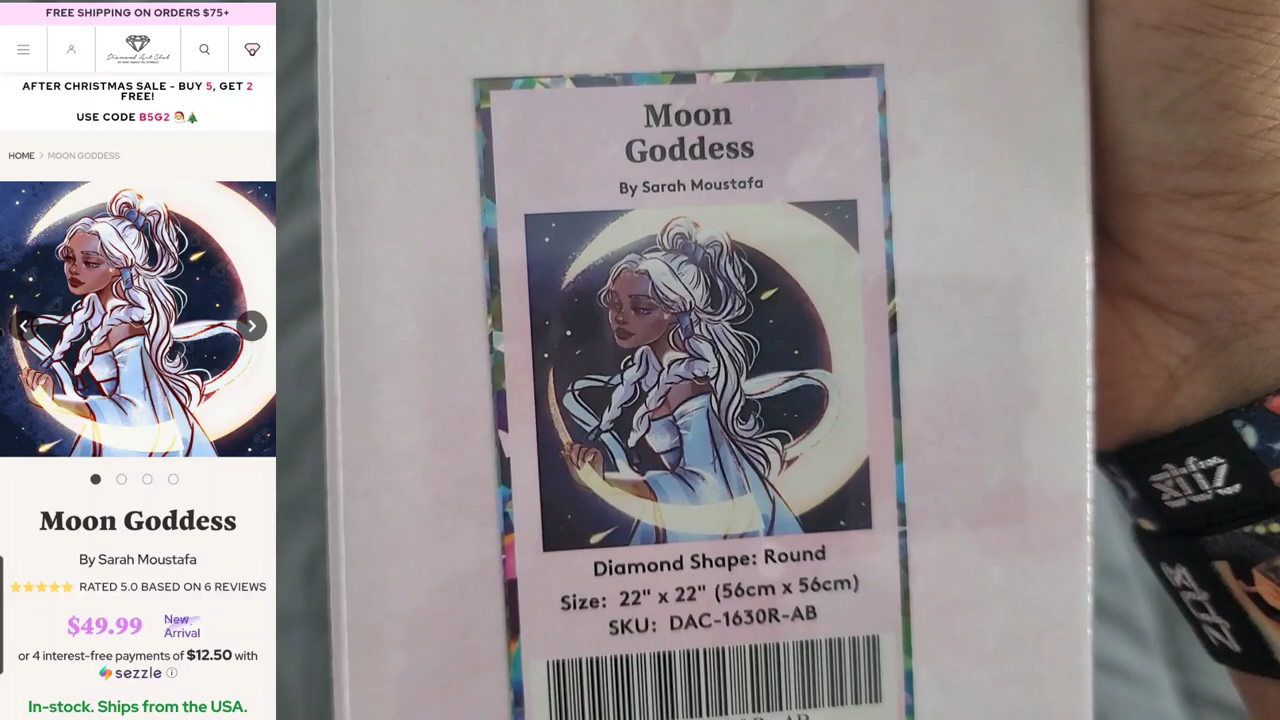 FREE SHIPPING ON ORDERS $75+
Diamond Art Club
AFTER CHRISTMAS SALE - BUY 5, GET 2
FREE!
USE CODE B5G2
HOME > MOON GODDESS
Moon Goddess
By Sarah Moustafa
RATED 5.0 BASED ON 6 REVIEWS
$49.99
New
Arrival
or 4 interest-free payments of $12.50 with
sezzle
In-stock. Ships from the USA.
Moon
Goddess
By Sarah Moustafa
Diamond Shape: Round
Size: 22" x 22" (56cm x 56cm)
SKU: DAC-1630R-AB